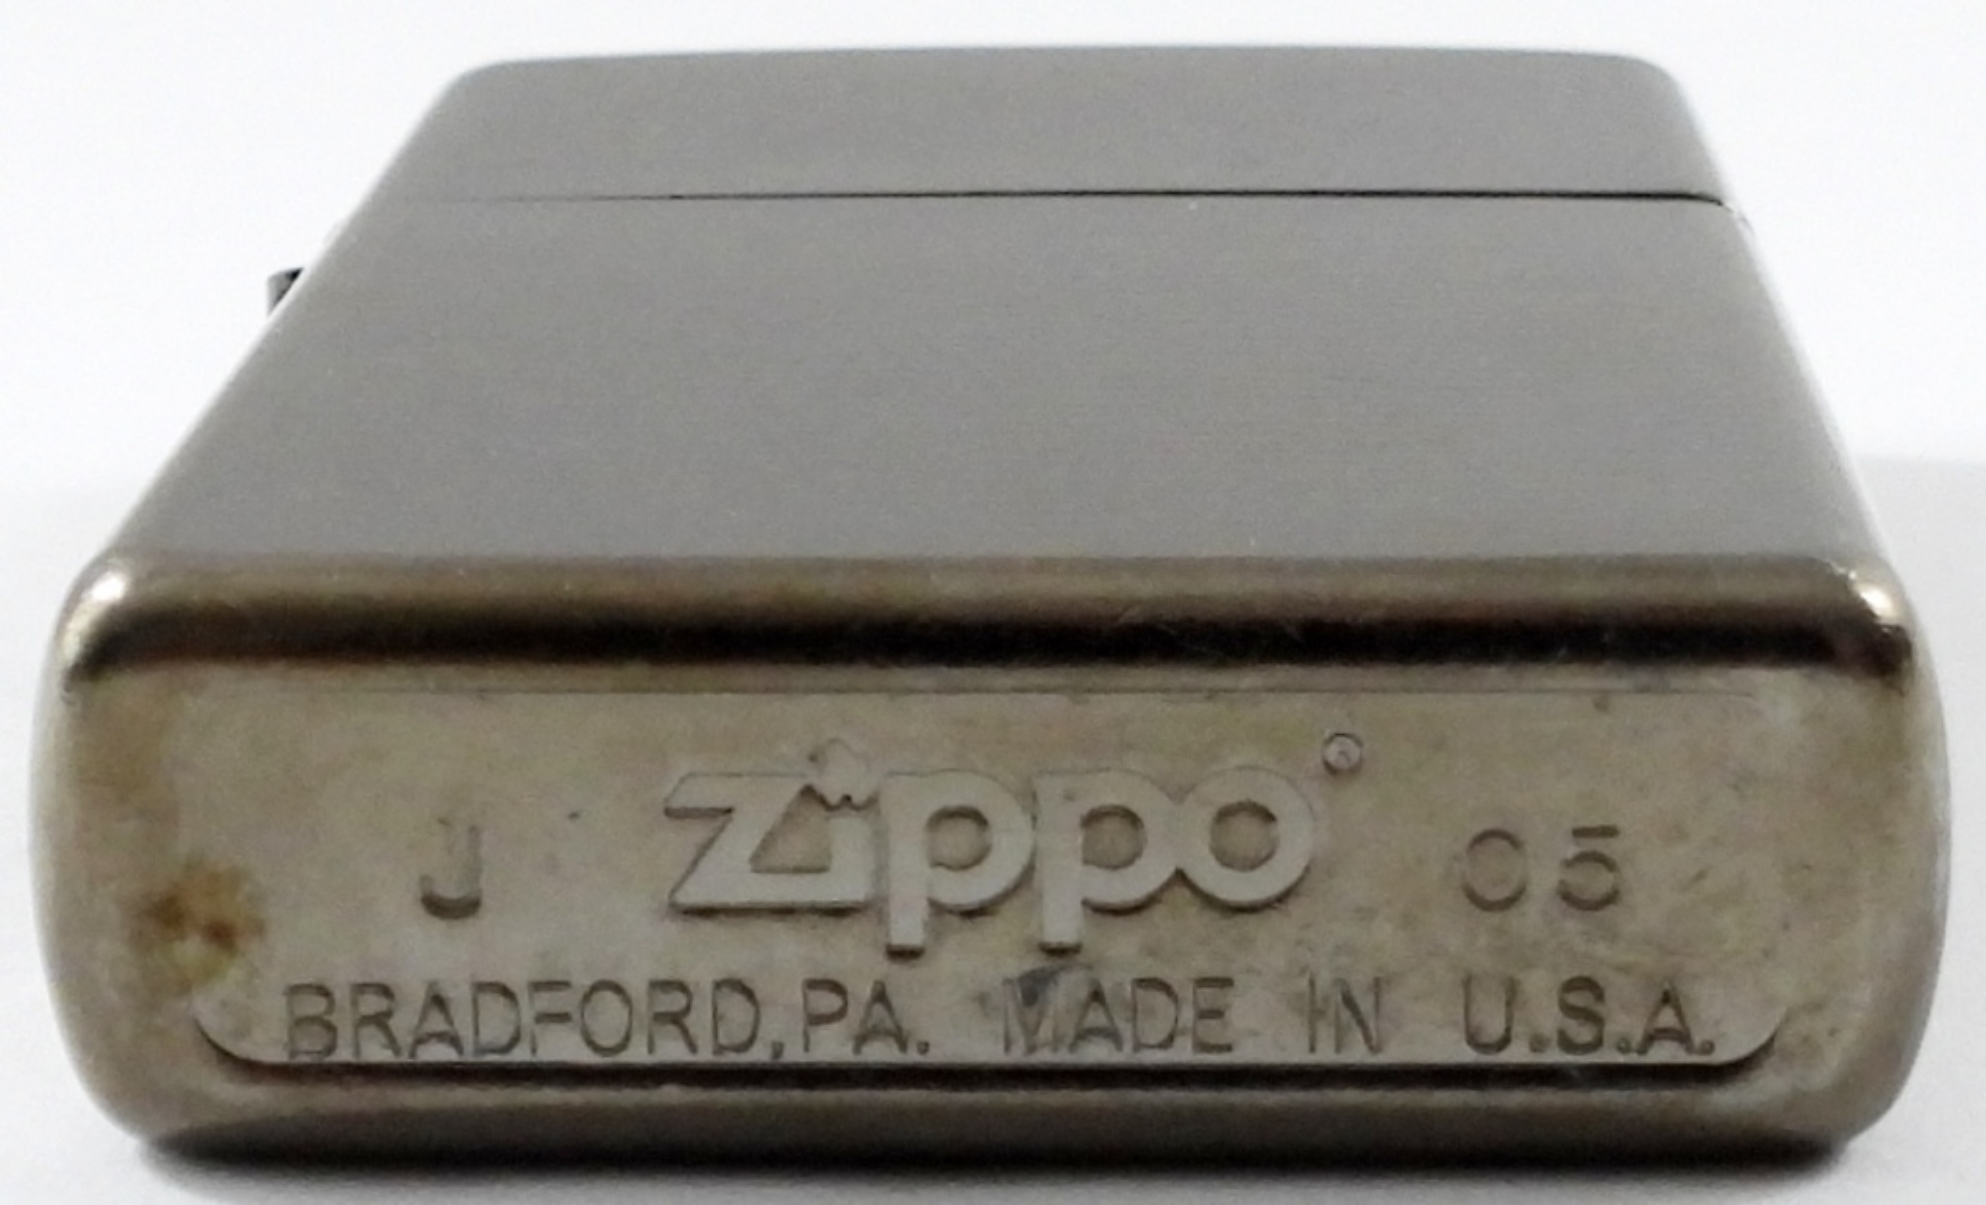 J Zippo® 05
BRADFORD, PA. MADE IN U.S.A.